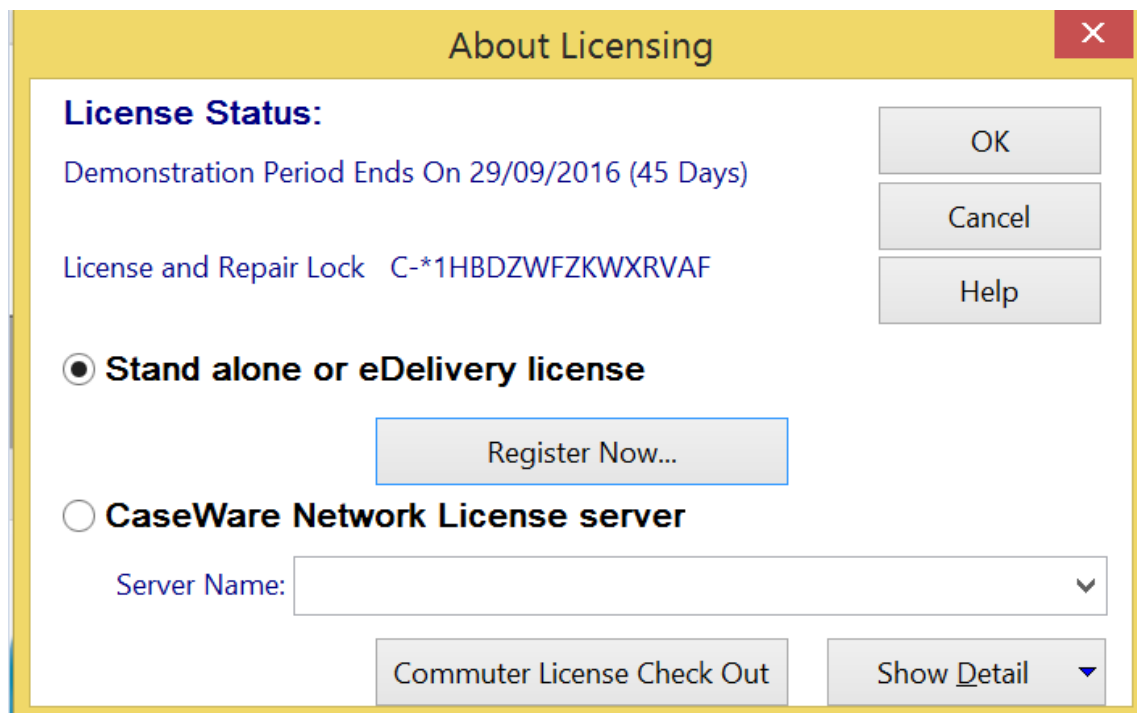 About Licensing
License Status:
OK
Demonstration Period Ends On 29/09/2016 (45 Days)
Cancel
License and Repair Lock C-*1HBDZWFZKWXRVAF
Help
Stand alone or eDelivery license
Register Now...
CaseWare Network License server
Server Name:
Commuter License Check Out Show Detail